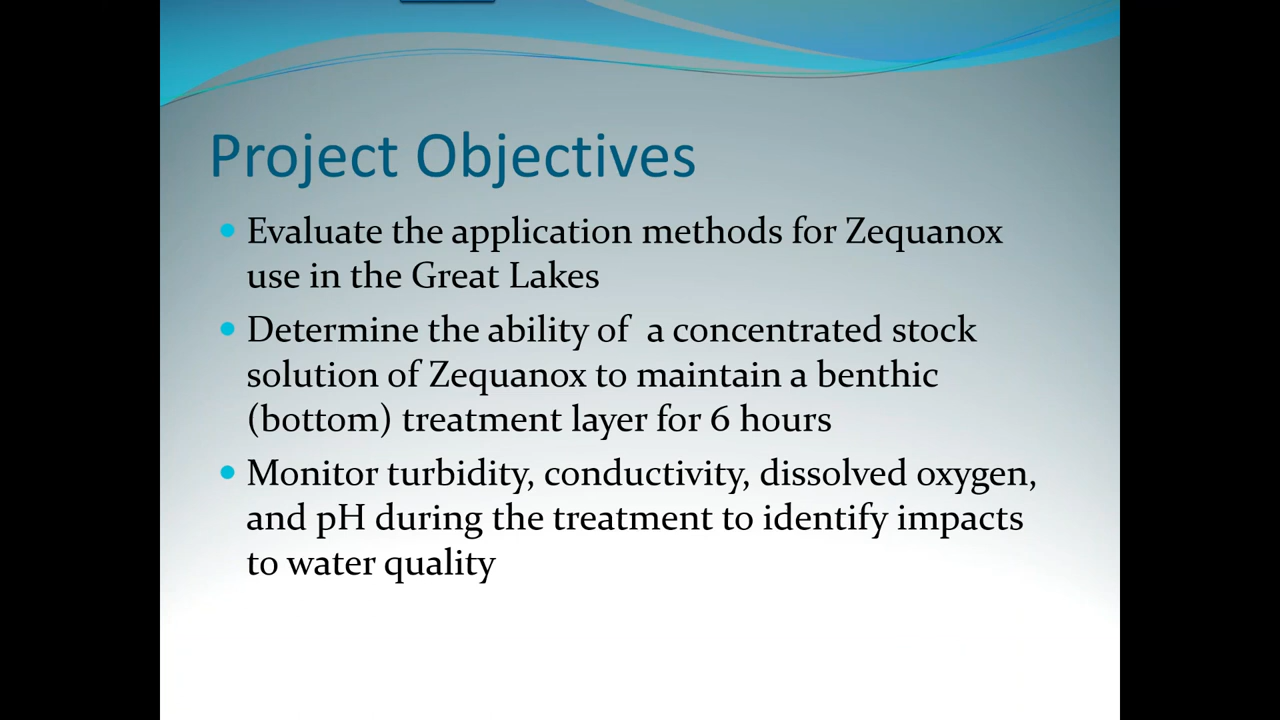 Project Objectives
Evaluate the application methods for Zequanox
use in the Great Lakes
Determine the ability of  a concentrated stock
solution of Zequanox to maintain a benthic
(bottom) treatment layer for 6 hours
Monitor turbidity, conductivity, dissolved oxygen,
and pH during the treatment to identify impacts
to water quality